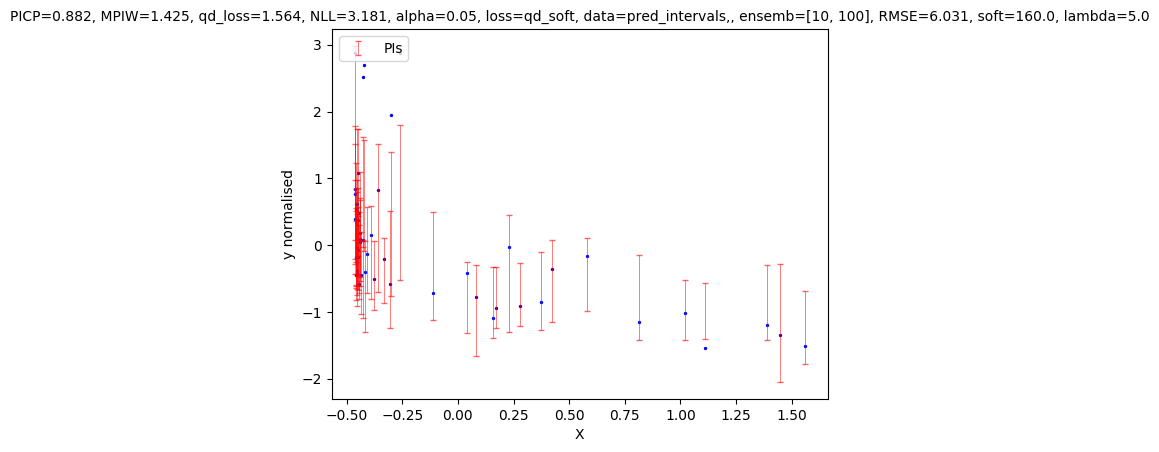 PICP=0.882, MPIW=1.425, qd_loss=1.564, NLL=3.181, alpha=0.05, loss=qd_soft, data=pred_intervals,, ensemb=[10, 100], RMSE=6.031, soft=160.0, lambda=5.0
PIs
3
2
1
0
−1
−2
y normalised
−0.50 −0.25 0.00 0.25 0.50 0.75 1.00 1.25 1.50
X